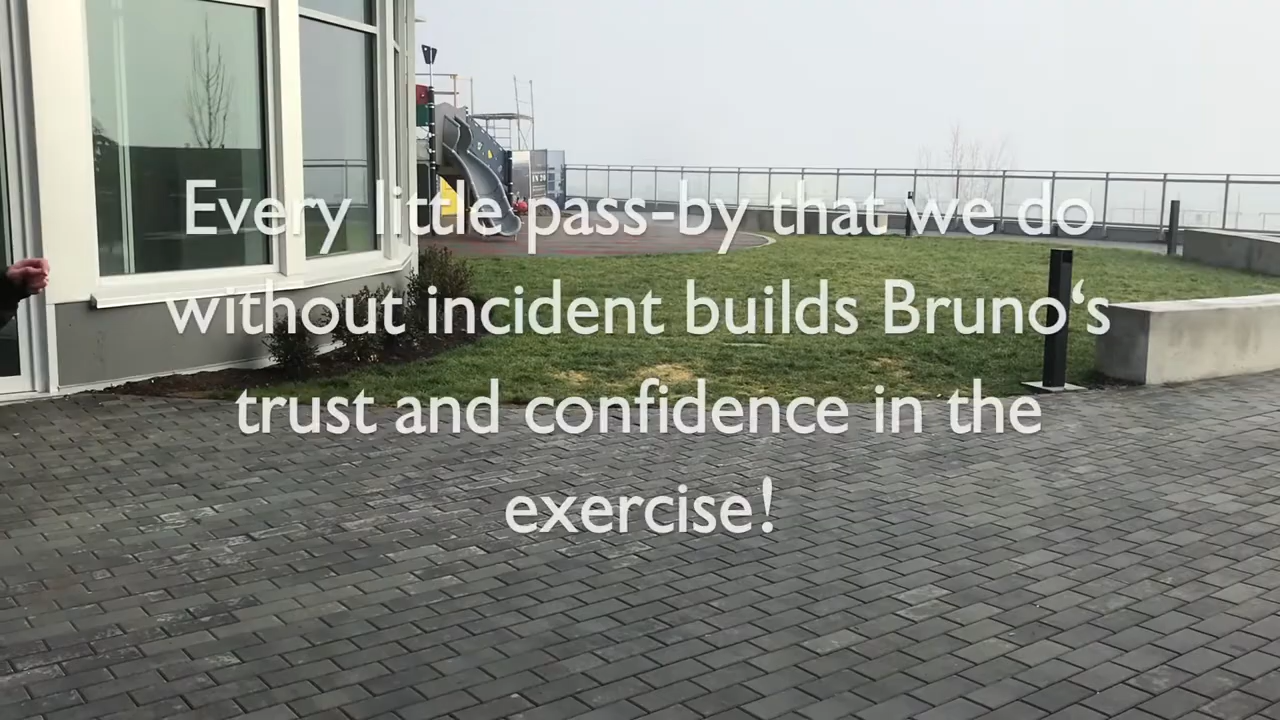 Every little pass-by that we do
without incident builds Bruno‘s
trust and confidence in the
exercise!